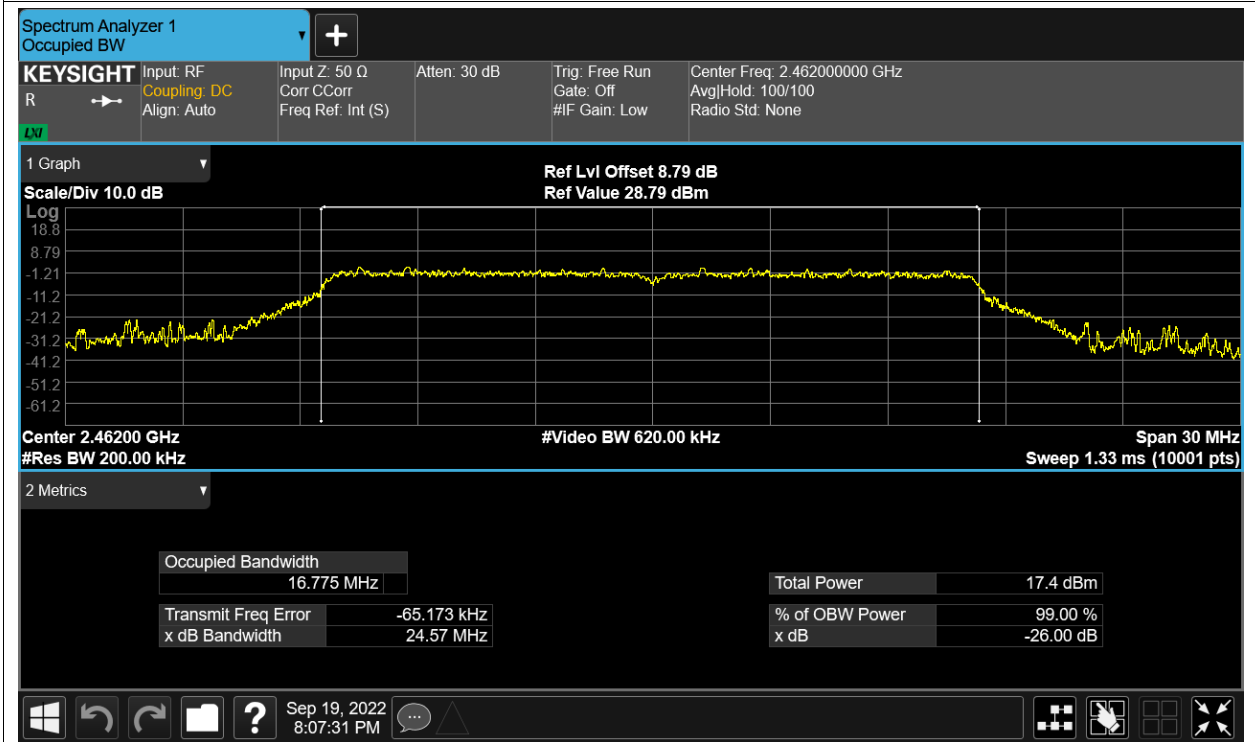 Spectrum Analyzer 1
Occupied BW
KEYSIGHT
R
LXI
Input: RF
Coupling: DC
Align: Auto
Input Z: 50 Ω
Corr CCorr
Freq Ref: Int (S)
Atten: 30 dB
Trig: Free Run
Gate: Off
#IF Gain: Low
Center Freq: 2.462000000 GHz
Avg|Hold: 100/100
Radio Std: None
1 Graph
Scale/Div 10.0 dB
Ref Lvl Offset 8.79 dB
Ref Value 28.79 dBm
Log
18.8
8.79
-1.21
-11.2
-21.2
-31.2
-41.2
-51.2
-61.2
Center 2.46200 GHz
#Res BW 200.00 kHz
#Video BW 620.00 kHz
Span 30 MHz
Sweep 1.33 ms (10001 pts)
2 Metrics
Occupied Bandwidth
16.775 MHz
Transmit Freq Error -65.173 kHz
x dB Bandwidth 24.57 MHz
Total Power 17.4 dBm
% of OBW Power 99.00 %
x dB -26.00 dB
?
Sep 19, 2022
8:07:31 PM